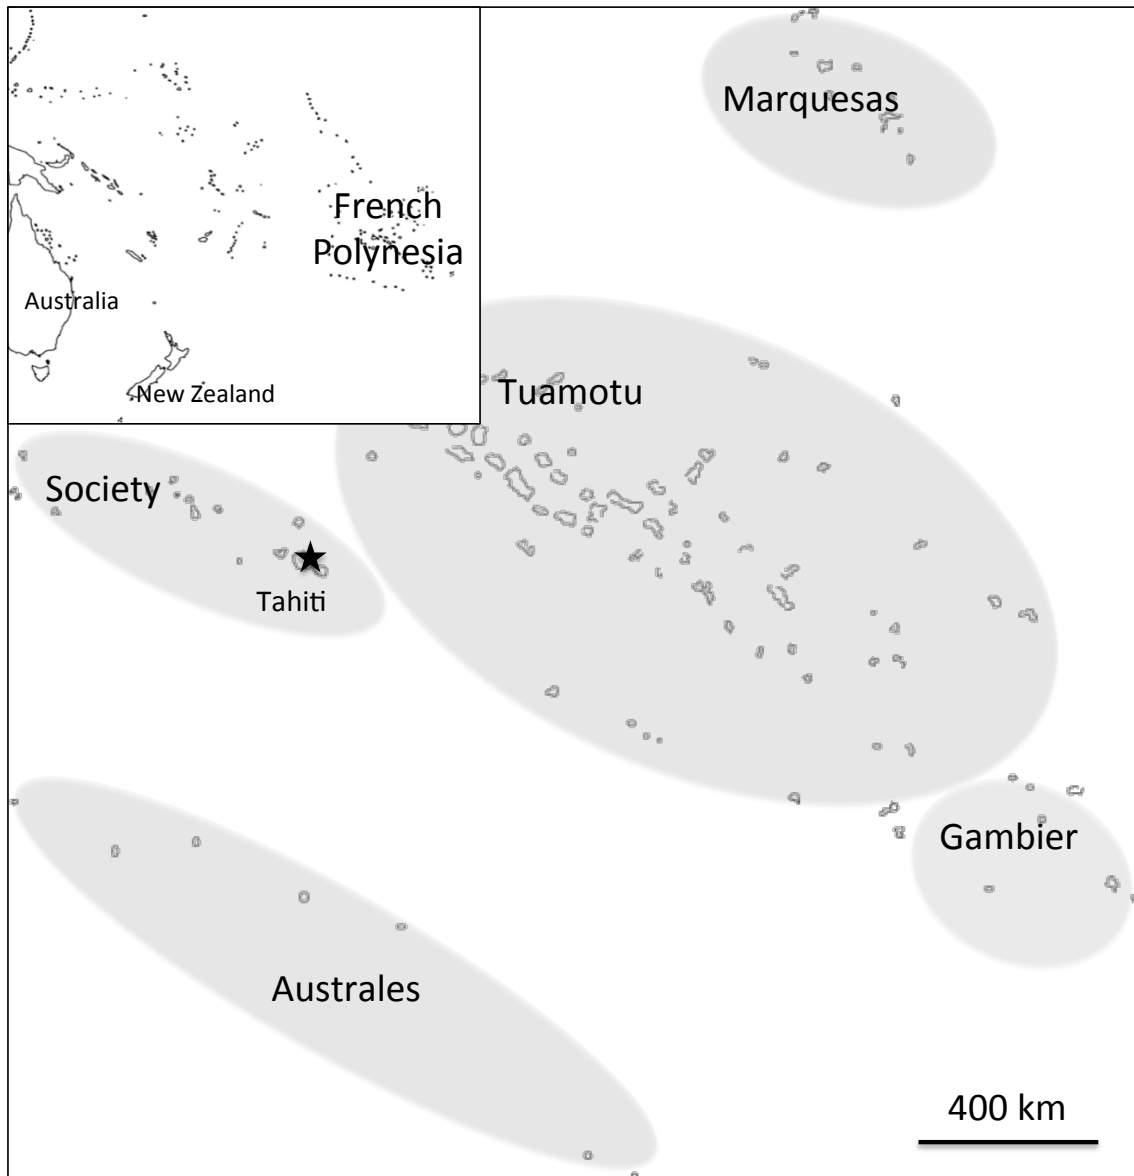 Marquesas
French
Polynesia
Australia
New Zealand
Tuamotu
Society
Tahiti
Gambier
Australes
400 km